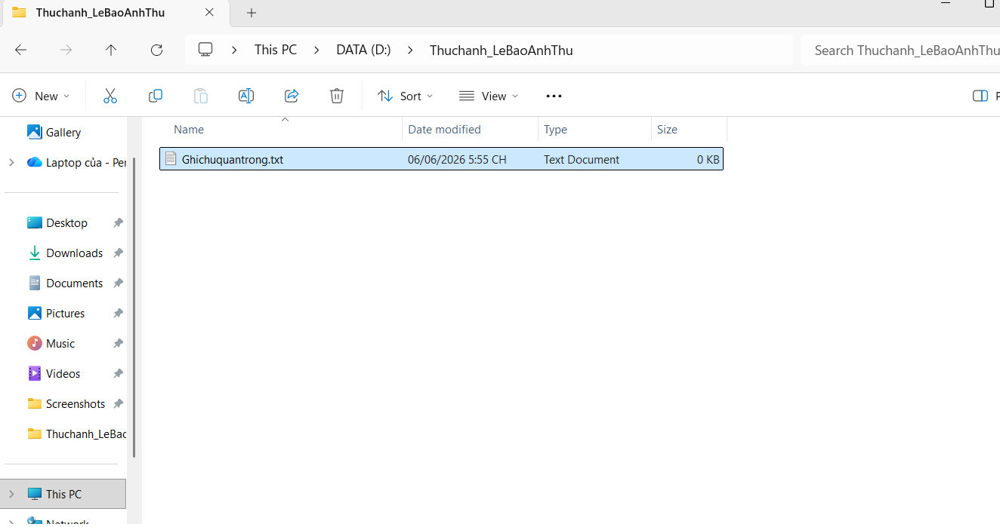 Thuchanh_LeBaoAnhThu
This PC > DATA (D:) > Thuchanh_LeBaoAnhThu
Search Thuchanh_LeBaoAnhThu
New
Sort
View
Name
Date modified
Type
Size
Ghichuquantrong.txt
06/06/2026 5:55 CH
Text Document
0 KB
Gallery
Laptop của - Per
Desktop
Downloads
Documents
Pictures
Music
Videos
Screenshots
Thuchanh_LeBao
This PC
Network